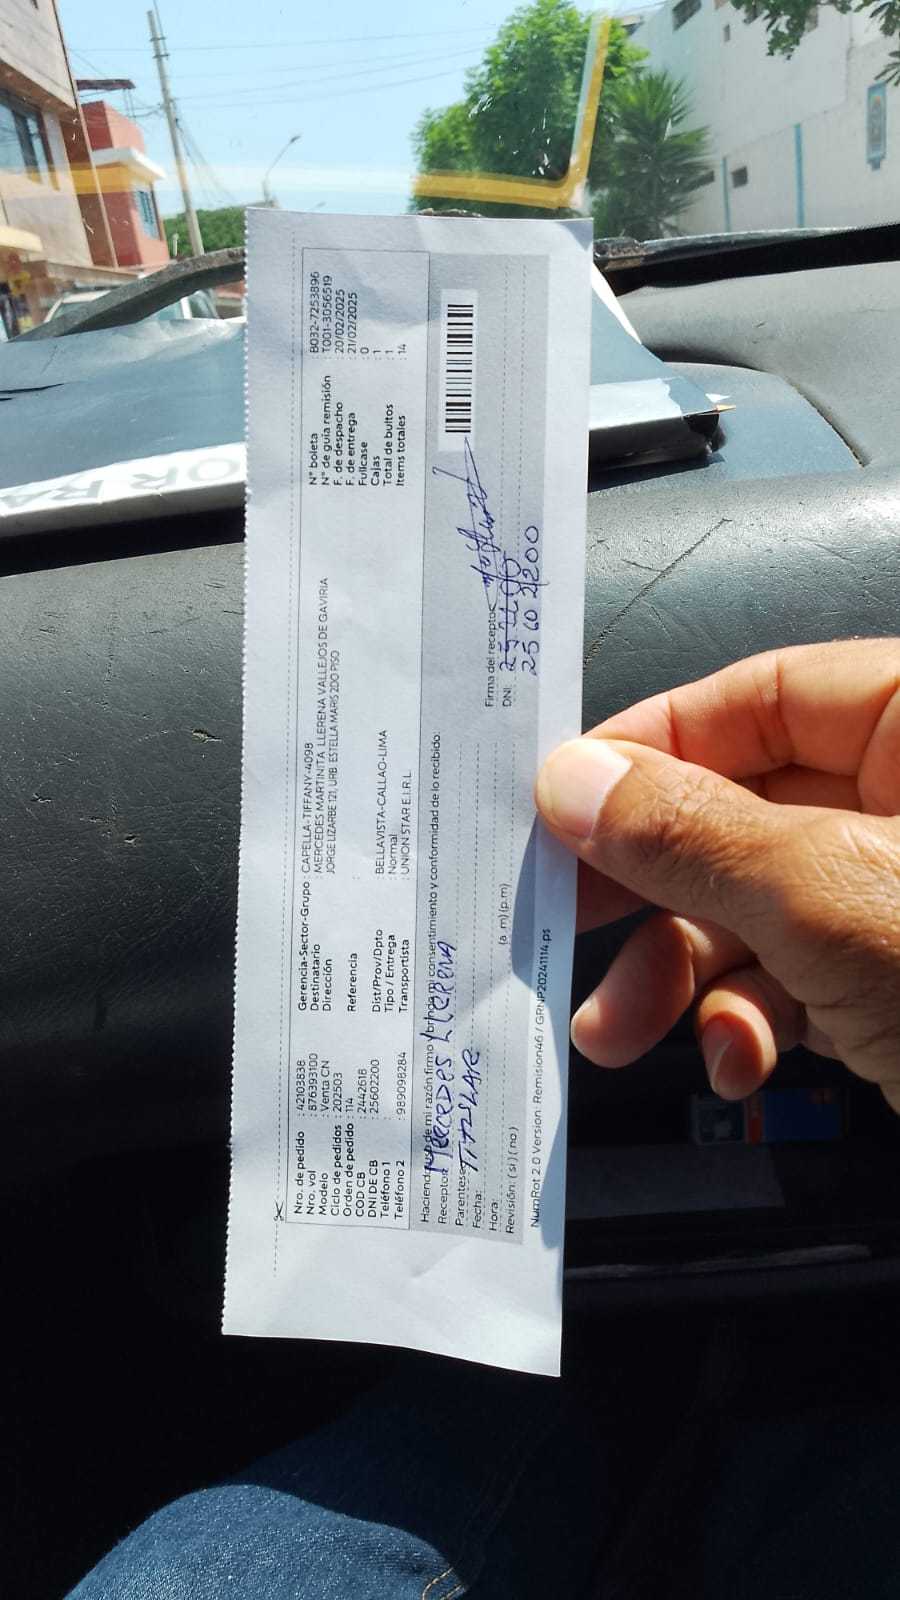 Nro. de pedido : 42103838
Nro. vol : 876393100
Modelo : Venta CN
Ciclo de pedidos : 202503
Orden de pedido : 114
COD CB : 2442618
DNI DE CB : 25602200
Teléfono 1 :
Teléfono 2 : 989098284
Gerencia-Sector-Grupo : CAPELLA-TIFFANY-4098
Destinatario : MERCEDES MARTINITA LLERENA VALLEJOS DE GAVIRIA
Dirección JORGE LIZARBE 121, URB. ESTELLA MARIS 2DO PISO
Referencia :
Dist/Prov/Dpto : BELLAVISTA-CALLAO-LIMA
Tipo / Entrega : Normal
Transportista : UNION STAR E.I.R.L.
N° boleta : B032-7253896
N° de guía remisión : T001-3056519
F. de despacho : 20/02/2025
F. de entrega : 21/02/2025
Fullcase : 0
Cajas : 1
Total de bultos : 1
Items totales : 14
Haciendo uso de mi razón firmo y brindo mi consentimiento y conformidad de lo recibido:
Receptor: MERCEDES LLERENA
Parentesco: TITULAR
Fecha:
Hora: (a .m) (p.m)
Revisión: ( si ) ( no )
Firma del receptor:
DNI:
25602200
NumRot 2.0 Version: Remision46 / GRNP20241114.ps
OR BA